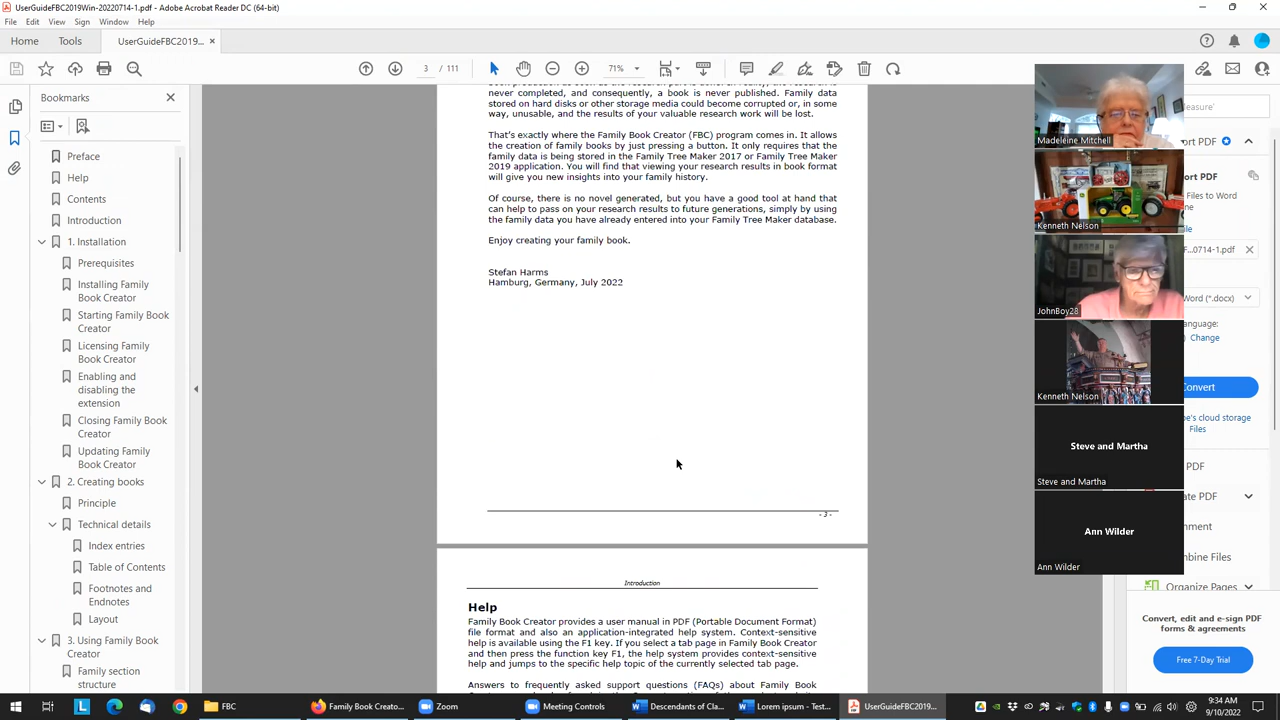 UserGuideFBC2019Win-20220714-1.pdf - Adobe Acrobat Reader DC (64-bit)
File Edit View Sign Window Help
Home Tools UserGuideFBC2019... ×
3 / 111 71%
Bookmarks
Preface
Help
Contents
Introduction
1. Installation
Prerequisites
Installing Family
Book Creator
Starting Family Book
Creator
Licensing Family
Book Creator
Enabling and
disabling the
extension
Closing Family Book
Creator
Updating Family
Book Creator
2. Creating books
Principle
Technical details
Index entries
Table of Contents
Footnotes and
Endnotes
Layout
3. Using Family Book
Creator
Family section
structure
never completed, and consequently, a book is never published. Family data
stored on hard disks or other storage media could become corrupted or, in some
way, unusable, and the results of your valuable research work will be lost.
That's exactly where the Family Book Creator (FBC) program comes in. It allows
the creation of family books by just pressing a button. It only requires that the
family data is being stored in the Family Tree Maker 2017 or Family Tree Maker
2019 application. You will find that viewing your research results in book format
will give you new insights into your family history.
Of course, there is no novel generated, but you have a good tool at hand that
can help to pass on your research results to future generations, simply by using
the family data you have already entered into your Family Tree Maker database.
Enjoy creating your family book.
Stefan Harms
Hamburg, Germany, July 2022
- 3 -
Introduction
Help
Family Book Creator provides a user manual in PDF (Portable Document Format)
file format and also an application-integrated help system. Context-sensitive
help is available using the F1 key. If you select a tab page in Family Book Creator
and then press the function key F1, the help system provides context-sensitive
help and jumps to the specific help topic of the currently selected tab page.
Answers to frequently asked support questions (FAQs) about Family Book
Madeleine Mitchell
Kenneth Nelson
JohnBoy28
Kenneth Nelson
Steve and Martha
Steve and Martha
Ann Wilder
Ann Wilder
easure'
ort PDF
Files to Word
0714-1.pdf
Word (*.docx)
anguage:
) Change
Convert
e's cloud storage
Files
PDF
ate PDF
mment
mbine Files
Organize Pages
Convert, edit and e-sign PDF
forms & agreements
Free 7-Day Trial
FBC Family Book Creato... Zoom Meeting Controls Descendants of Cla... Lorem ipsum - Test... UserGuideFBC2019...
9:34 AM
9/10/2022